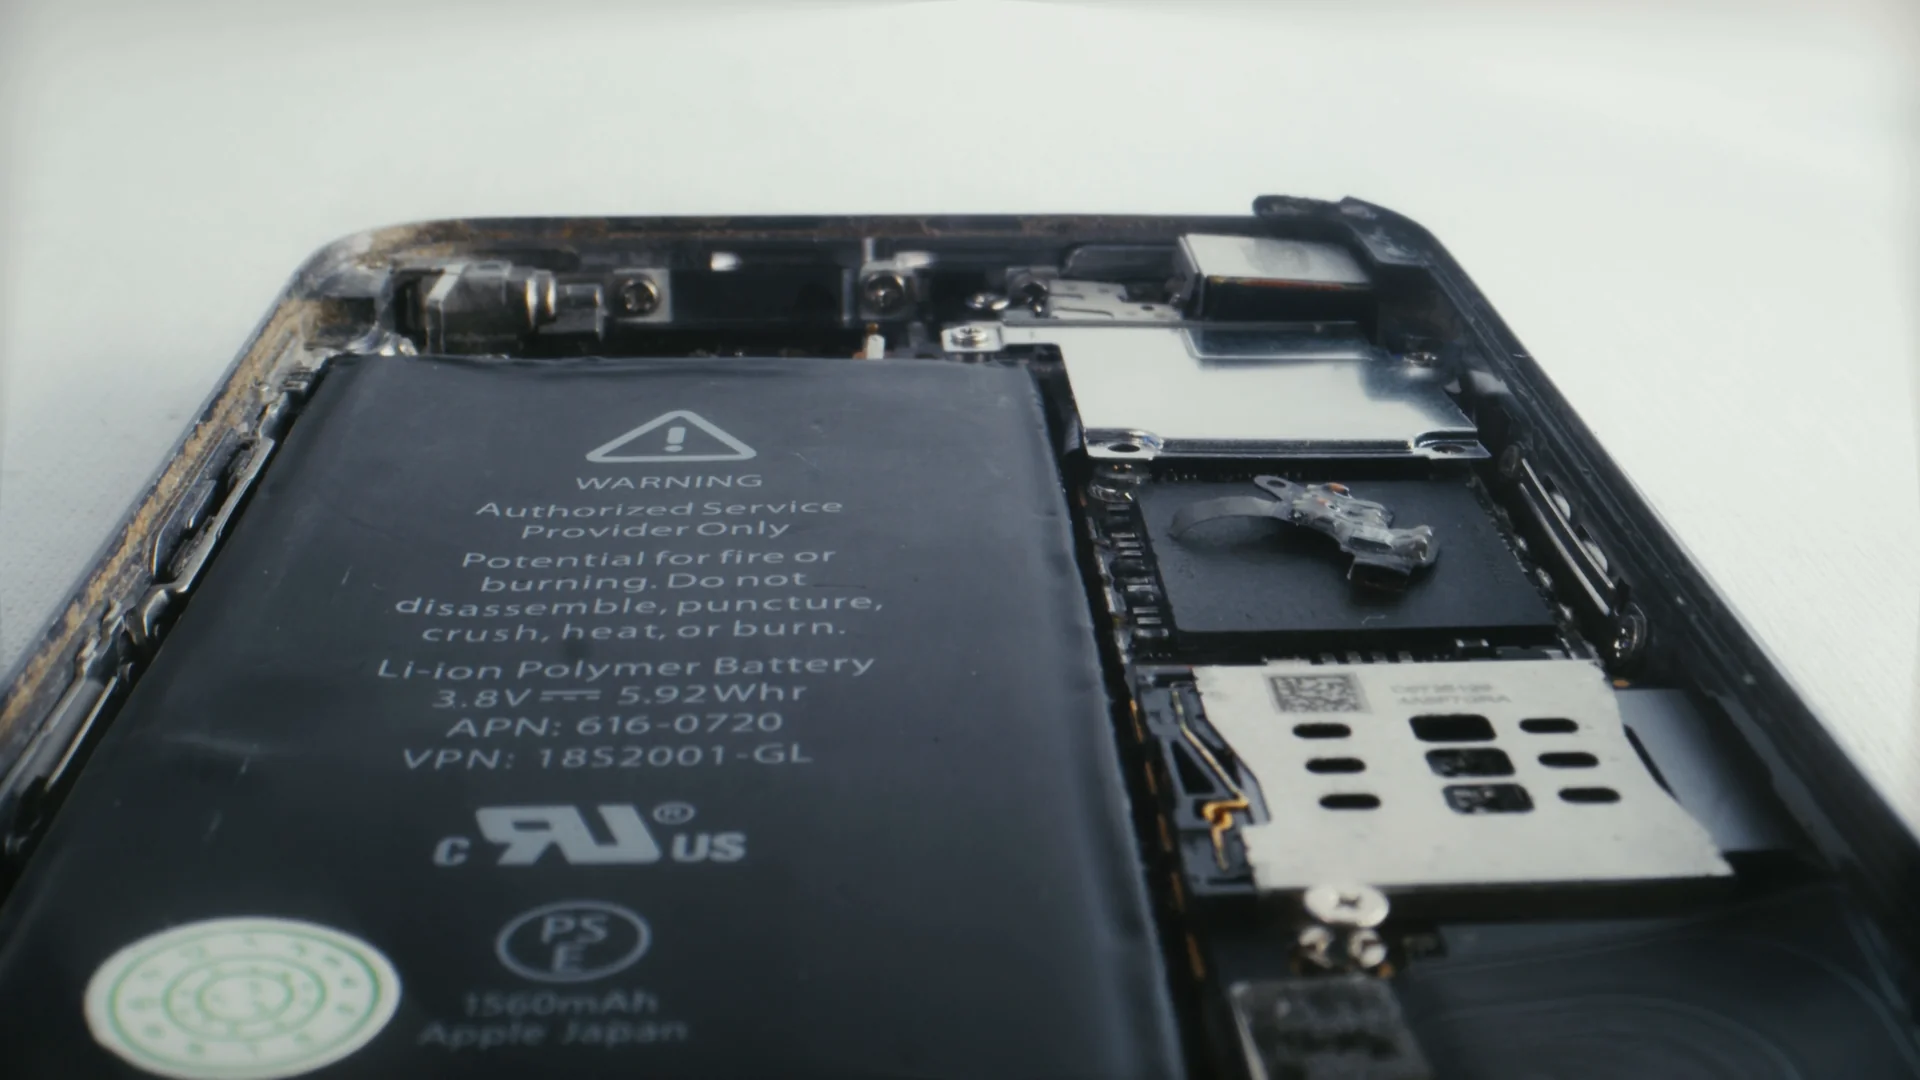 WARNING
Authorized Service
Provider Only
Potential for fire or
burning. Do not
disassemble, puncture,
crush, heat, or burn.
Li-ion Polymer Battery
3.8V⎓ 5.92Whr
APN: 616-0720
VPN: 18S2001-GL
c RU ® US
PS
E
1560mAh
Apple Japan